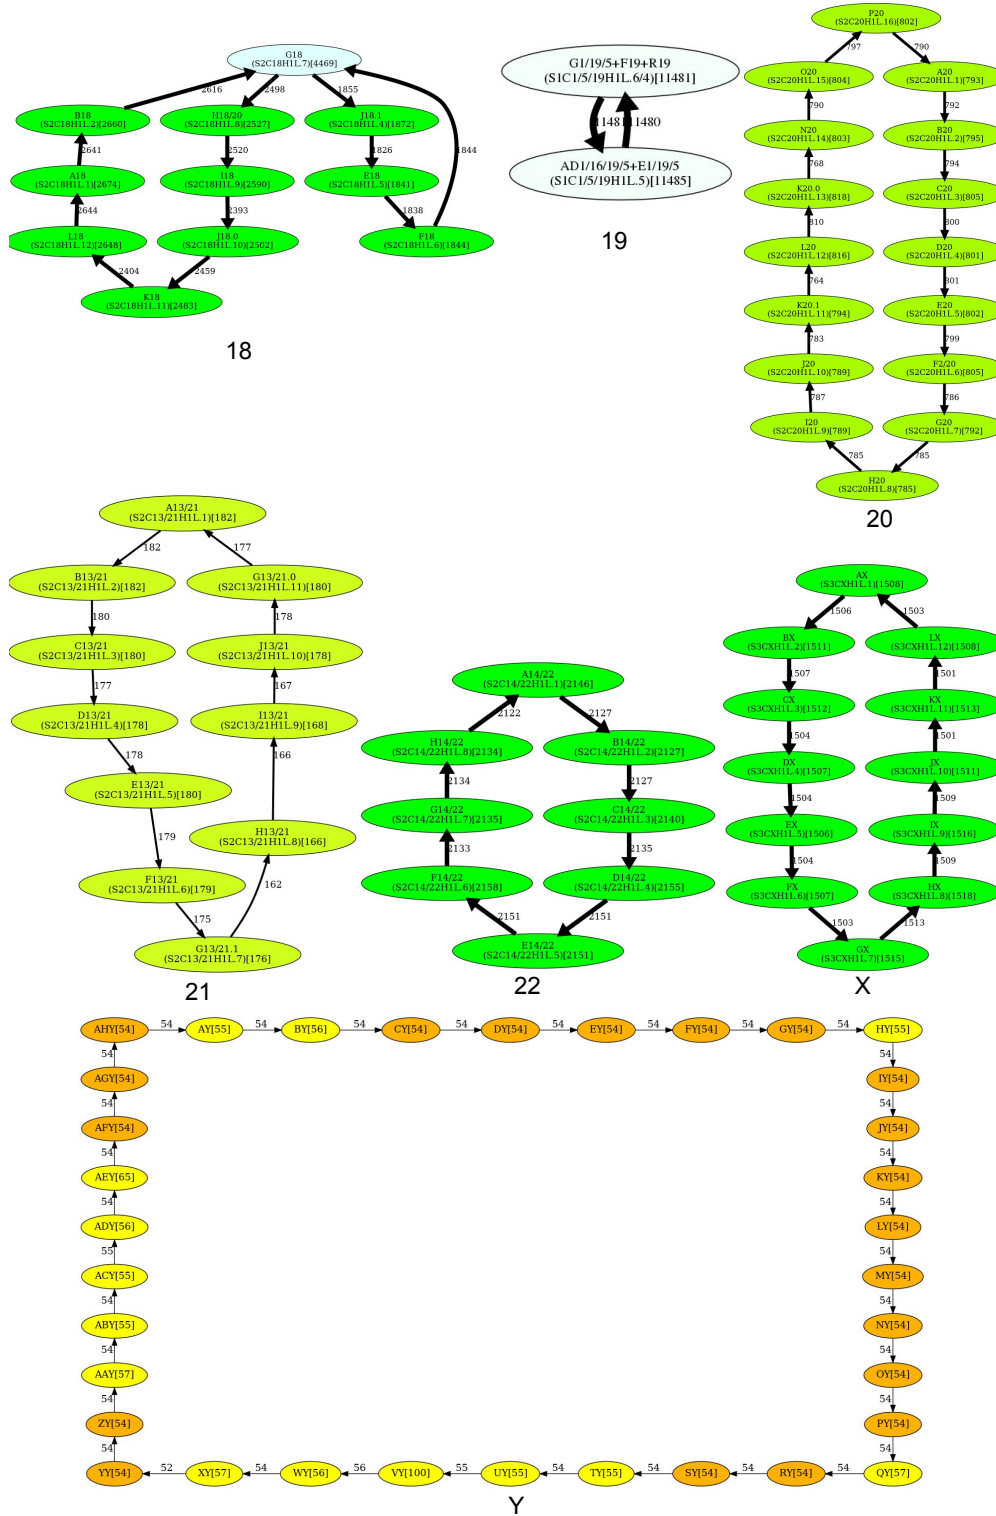 G18
(S2C18H1L.7)[4469]
2616
2498
1855
B18
(S2C18H1L.2)[2660]
H18/20
(S2C18H1L.8)[2527]
J18.1
(S2C18H1L.4)[1872]
2641
2520
1826
1844
A18
(S2C18H1L.1)[2674]
I18
(S2C18H1L.9)[2590]
E18
(S2C18H1L.5)[1841]
2644
2393
1838
L18
(S2C18H1L.12)[2648]
J18.0
(S2C18H1L.10)[2502]
F18
(S2C18H1L.6)[1844]
2404
2459
K18
(S2C18H1L.11)[2483]
18
G1/19/5+F19+R19
(S1C1/5/19H1L.6/4)[11481]
11481
11480
AD1/16/19/5+E1/19/5
(S1C1/5/19H1L.5)[11485]
19
P20
(S2C20H1L.16)[802]
797
790
O20
(S2C20H1L.15)[804]
A20
(S2C20H1L.1)[793]
790
792
N20
(S2C20H1L.14)[803]
B20
(S2C20H1L.2)[795]
768
794
K20.0
(S2C20H1L.13)[818]
C20
(S2C20H1L.3)[805]
810
800
L20
(S2C20H1L.12)[816]
D20
(S2C20H1L.4)[801]
764
801
K20.1
(S2C20H1L.11)[794]
E20
(S2C20H1L.5)[802]
783
799
J20
(S2C20H1L.10)[789]
F2/20
(S2C20H1L.6)[805]
787
786
I20
(S2C20H1L.9)[789]
G20
(S2C20H1L.7)[792]
785
785
H20
(S2C20H1L.8)[785]
20
A13/21
(S2C13/21H1L.1)[182]
182
177
B13/21
(S2C13/21H1L.2)[182]
G13/21.0
(S2C13/21H1L.11)[180]
180
178
C13/21
(S2C13/21H1L.3)[180]
J13/21
(S2C13/21H1L.10)[178]
177
167
D13/21
(S2C13/21H1L.4)[178]
I13/21
(S2C13/21H1L.9)[168]
178
166
E13/21
(S2C13/21H1L.5)[180]
179
H13/21
(S2C13/21H1L.8)[166]
F13/21
(S2C13/21H1L.6)[179]
175
162
G13/21.1
(S2C13/21H1L.7)[176]
21
A14/22
(S2C14/22H1L.1)[2146]
2122
2127
H14/22
(S2C14/22H1L.8)[2134]
B14/22
(S2C14/22H1L.2)[2127]
2134
2127
G14/22
(S2C14/22H1L.7)[2135]
C14/22
(S2C14/22H1L.3)[2140]
2133
2135
F14/22
(S2C14/22H1L.6)[2158]
D14/22
(S2C14/22H1L.4)[2155]
2151
2151
E14/22
(S2C14/22H1L.5)[2151]
22
AX
(S3CXH1L.1)[1508]
1506
1503
BX
(S3CXH1L.2)[1511]
LX
(S3CXH1L.12)[1508]
1507
1501
CX
(S3CXH1L.3)[1512]
KX
(S3CXH1L.11)[1513]
1504
1501
DX
(S3CXH1L.4)[1507]
JX
(S3CXH1L.10)[1511]
1504
1509
EX
(S3CXH1L.5)[1506]
IX
(S3CXH1L.9)[1516]
1504
1509
FX
(S3CXH1L.6)[1507]
HX
(S3CXH1L.8)[1518]
1503
1513
GX
(S3CXH1L.7)[1515]
X
AHY[54] 54 AY[55] 54 BY[56] 54 CY[54] 54 DY[54] 54 EY[54] 54 FY[54] 54 GY[54] 54 HY[55]
54 54
AGY[54] IY[54]
54 54
AFY[54] JY[54]
54 54
AEY[65] KY[54]
54 54
ADY[56] LY[54]
55 54
ACY[55] MY[54]
54 54
ABY[55] NY[54]
54 54
AAY[57] OY[54]
54 54
ZY[54] PY[54]
54 54
YY[54] 52 XY[57] 54 WY[56] 56 VY[100] 55 UY[55] 54 TY[55] 54 SY[54] 54 RY[54] 54 QY[57]
Y